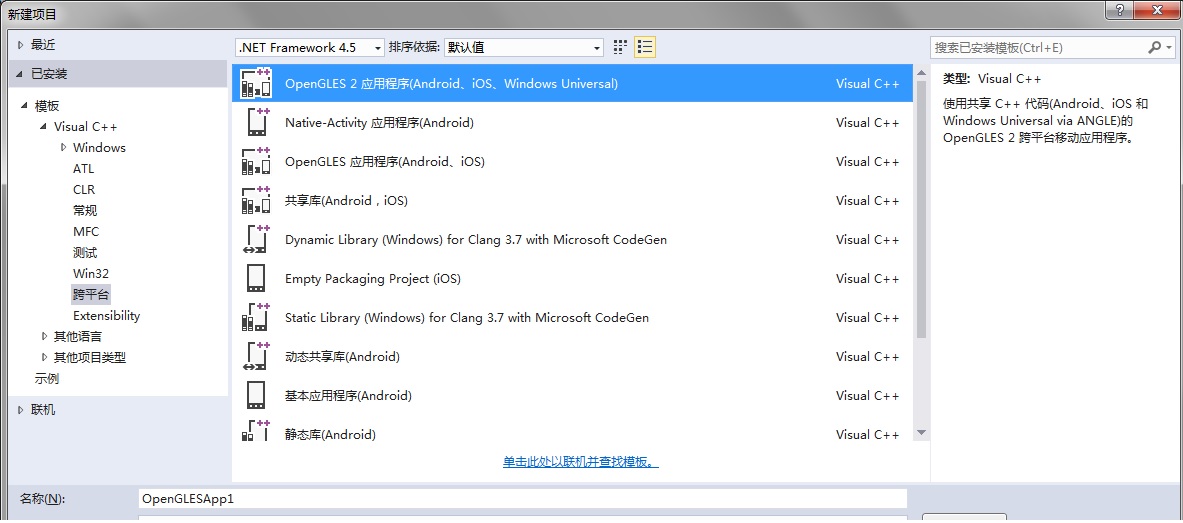 新建项目
最近
.NET Framework 4.5 排序依据: 默认值
搜索已安装模板(Ctrl+E)
已安装
模板
Visual C++
Windows
ATL
CLR
常规
MFC
测试
Win32
跨平台
Extensibility
其他语言
其他项目类型
示例
联机
OpenGLES 2 应用程序(Android、iOS、Windows Universal) Visual C++
Native-Activity 应用程序(Android) Visual C++
OpenGLES 应用程序(Android、iOS) Visual C++
共享库(Android , iOS) Visual C++
Dynamic Library (Windows) for Clang 3.7 with Microsoft CodeGen Visual C++
Empty Packaging Project (iOS) Visual C++
Static Library (Windows) for Clang 3.7 with Microsoft CodeGen Visual C++
动态共享库(Android) Visual C++
基本应用程序(Android) Visual C++
静态库(Android) Visual C++
单击此处以联机并查找模板。
类型: Visual C++
使用共享 C++ 代码(Android、iOS 和
Windows Universal via ANGLE)的
OpenGLES 2 跨平台移动应用程序。
名称(N): OpenGLESApp1